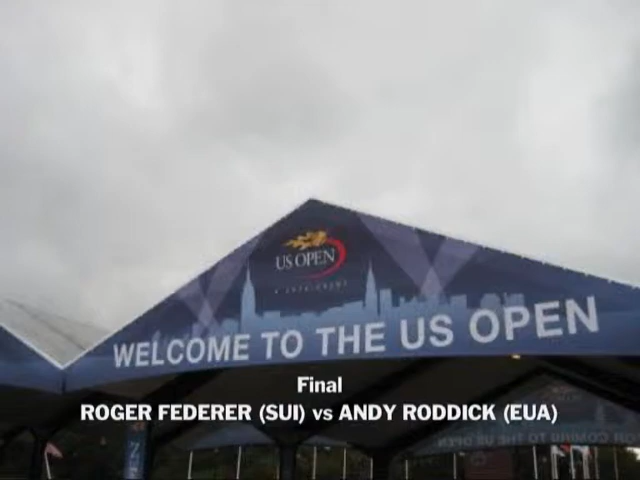 US OPEN
WELCOME TO THE US OPEN
Final
ROGER FEDERER (SUI) vs ANDY RODDICK (EUA)